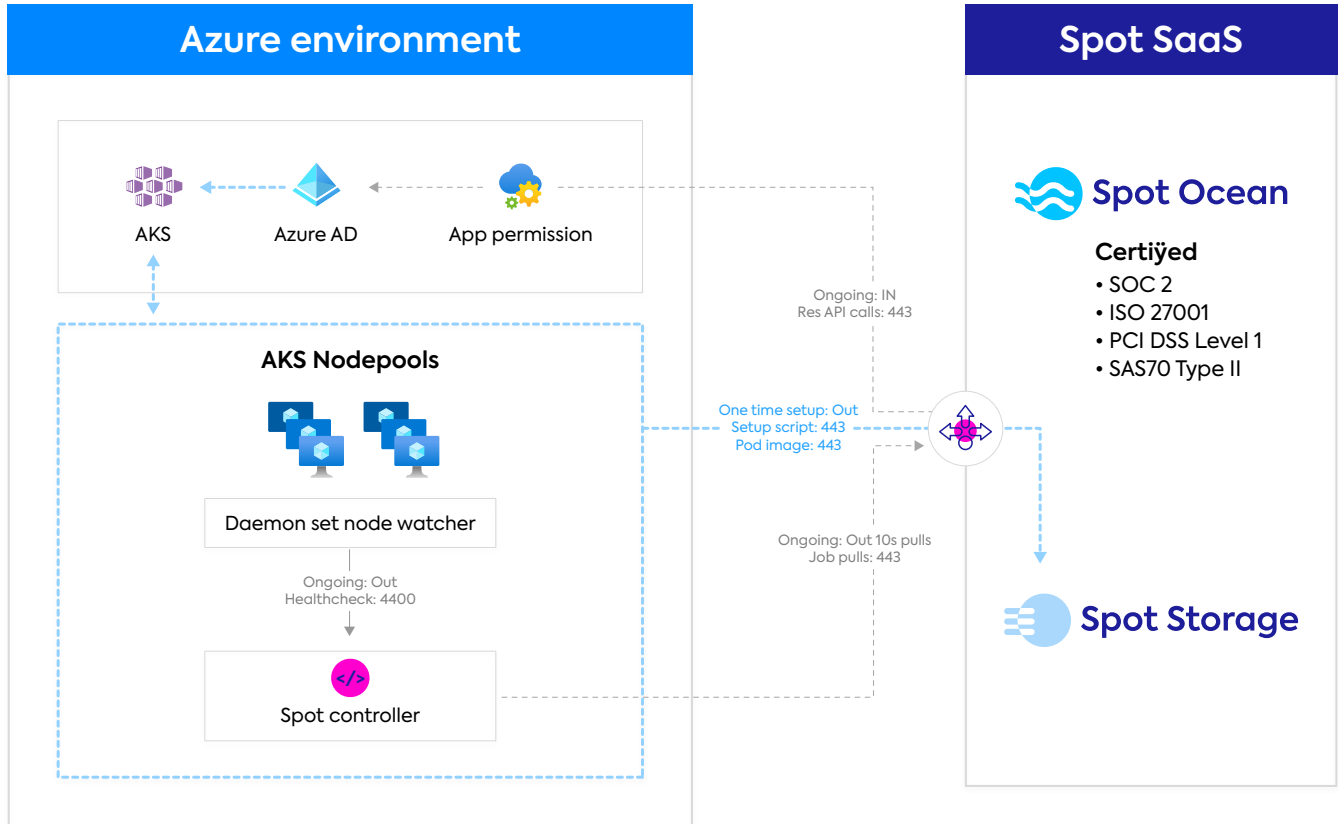 Azure environment
Spot SaaS
AKS
Azure AD
App permission
Spot Ocean
Certiÿed
• SOC 2
• ISO 27001
• PCI DSS Level 1
• SAS70 Type II
Ongoing: IN
Res API calls: 443
AKS Nodepools
One time setup: Out
Setup script: 443
Pod image: 443
Daemon set node watcher
Ongoing: Out
Healthcheck: 4400
Ongoing: Out 10s pulls
Job pulls: 443
Spot Storage
</>
Spot controller